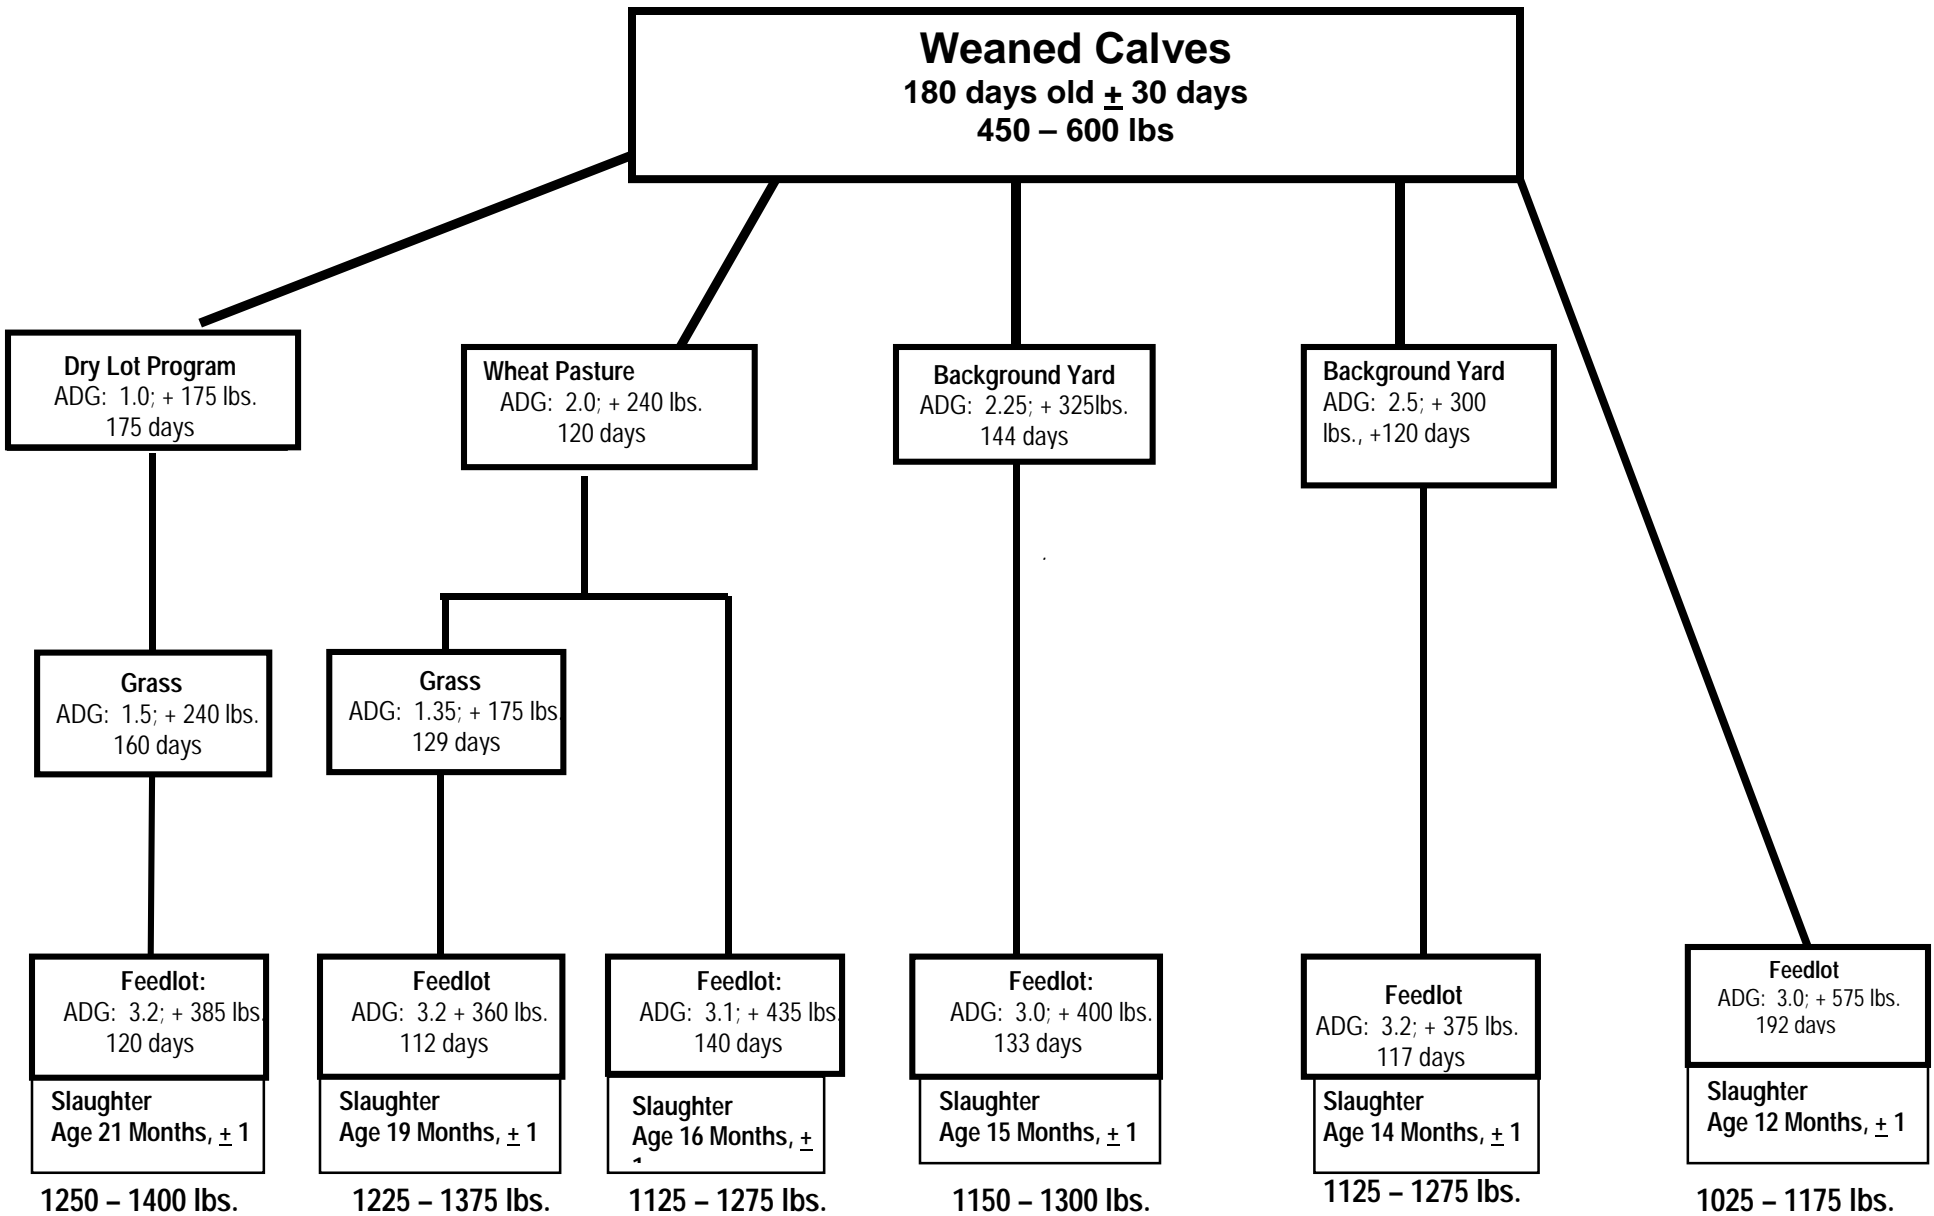 Weaned Calves
180 days old ± 30 days
450 – 600 lbs
Dry Lot Program
ADG: 1.0; + 175 lbs.
175 days
Wheat Pasture
ADG: 2.0; + 240 lbs.
120 days
Background Yard
ADG: 2.25; + 325lbs.
144 days
Background Yard
ADG: 2.5; + 300
lbs., +120 days
Grass
ADG: 1.5; + 240 lbs.
160 days
Grass
ADG: 1.35; + 175 lbs.
129 days
Feedlot:
ADG: 3.2; + 385 lbs.
120 days
Slaughter
Age 21 Months, ± 1
1250 – 1400 lbs.
Feedlot
ADG: 3.2 + 360 lbs.
112 days
Slaughter
Age 19 Months, ± 1
1225 – 1375 lbs.
Feedlot:
ADG: 3.1; + 435 lbs.
140 days
Slaughter
Age 16 Months, ±
1125 – 1275 lbs.
Feedlot:
ADG: 3.0; + 400 lbs.
133 days
Slaughter
Age 15 Months, ± 1
1150 – 1300 lbs.
Feedlot
ADG: 3.2; + 375 lbs.
117 days
Slaughter
Age 14 Months, ± 1
1125 – 1275 lbs.
Feedlot
ADG: 3.0; + 575 lbs.
192 days
Slaughter
Age 12 Months, ± 1
1025 – 1175 lbs.